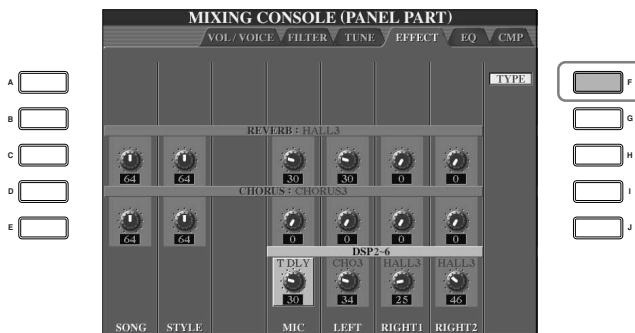 MIXING CONSOLE (PANEL PART)
VOL / VOICE FILTER TUNE EFFECT EQ CMP
A
TYPE
F
B
G
REVERB : HALL3
C
H
64 64 30 30 0 0
D
CHORUS : CHORUS3
I
E
J
64 64 0 0 0 0
DSP2~6
T DLY CHO3 HALL3 HALL3
30 34 25 46
SONG STYLE MIC LEFT RIGHT1 RIGHT2